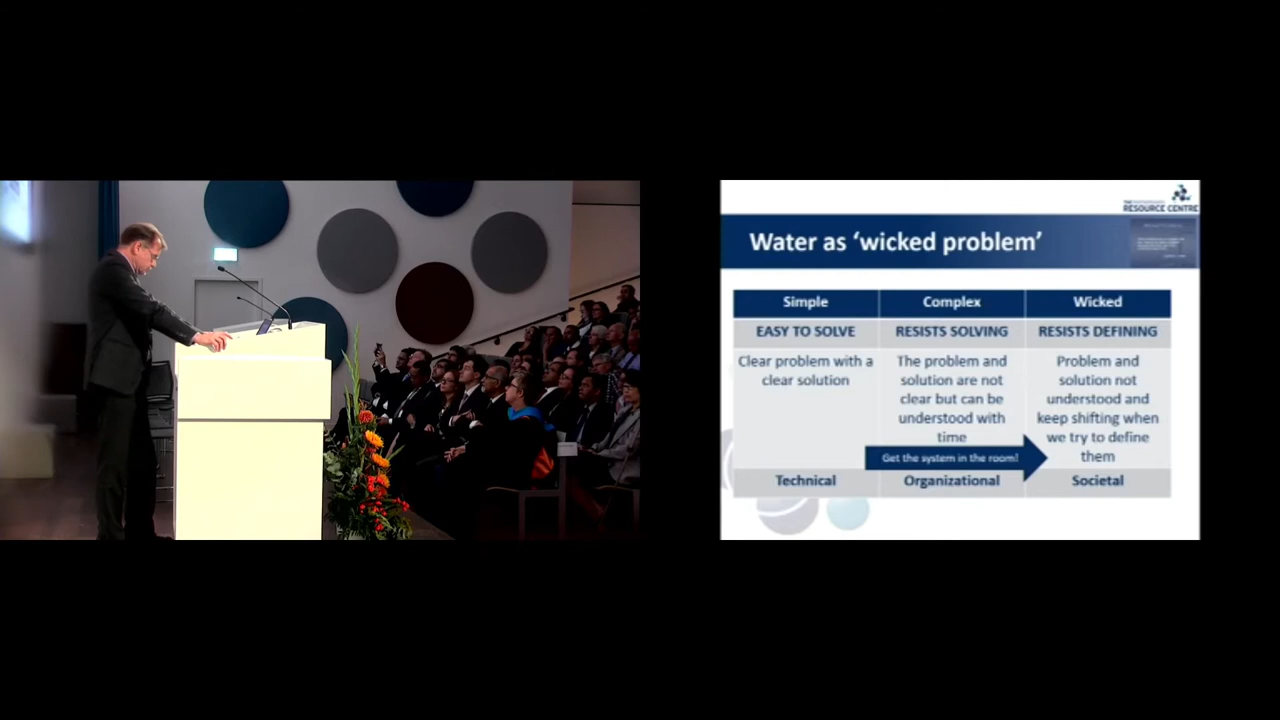 RESOURCE CENTRE
Water as ‘wicked problem’
Simple
Complex
Wicked
EASY TO SOLVE
RESISTS SOLVING
RESISTS DEFINING
Clear problem with a
clear solution
The problem and
solution are not
clear but can be
understood with
time
Problem and
solution not
understood and
keep shifting when
we try to define
them
Get the system in the room!
Technical
Organizational
Societal